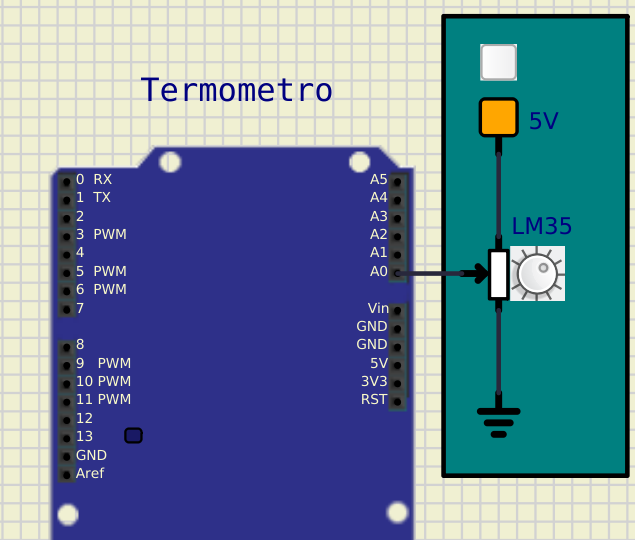 Termometro
5V
LM35
0 RX
1 TX
2
3 PWM
4
5 PWM
6 PWM
7
8
9 PWM
10 PWM
11 PWM
12
13
GND
Aref
A5
A4
A3
A2
A1
A0
Vin
GND
GND
5V
3V3
RST